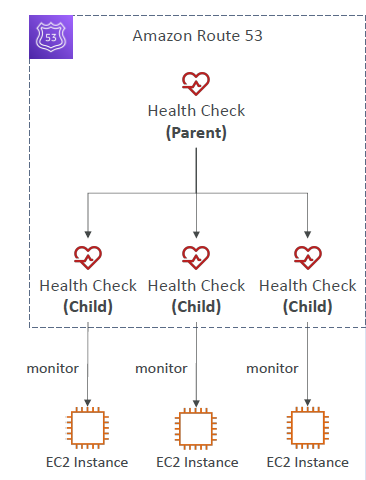 53
Amazon Route 53
Health Check
(Parent)
Health Check
(Child)
Health Check
(Child)
Health Check
(Child)
monitor
monitor
monitor
EC2 Instance
EC2 Instance
EC2 Instance